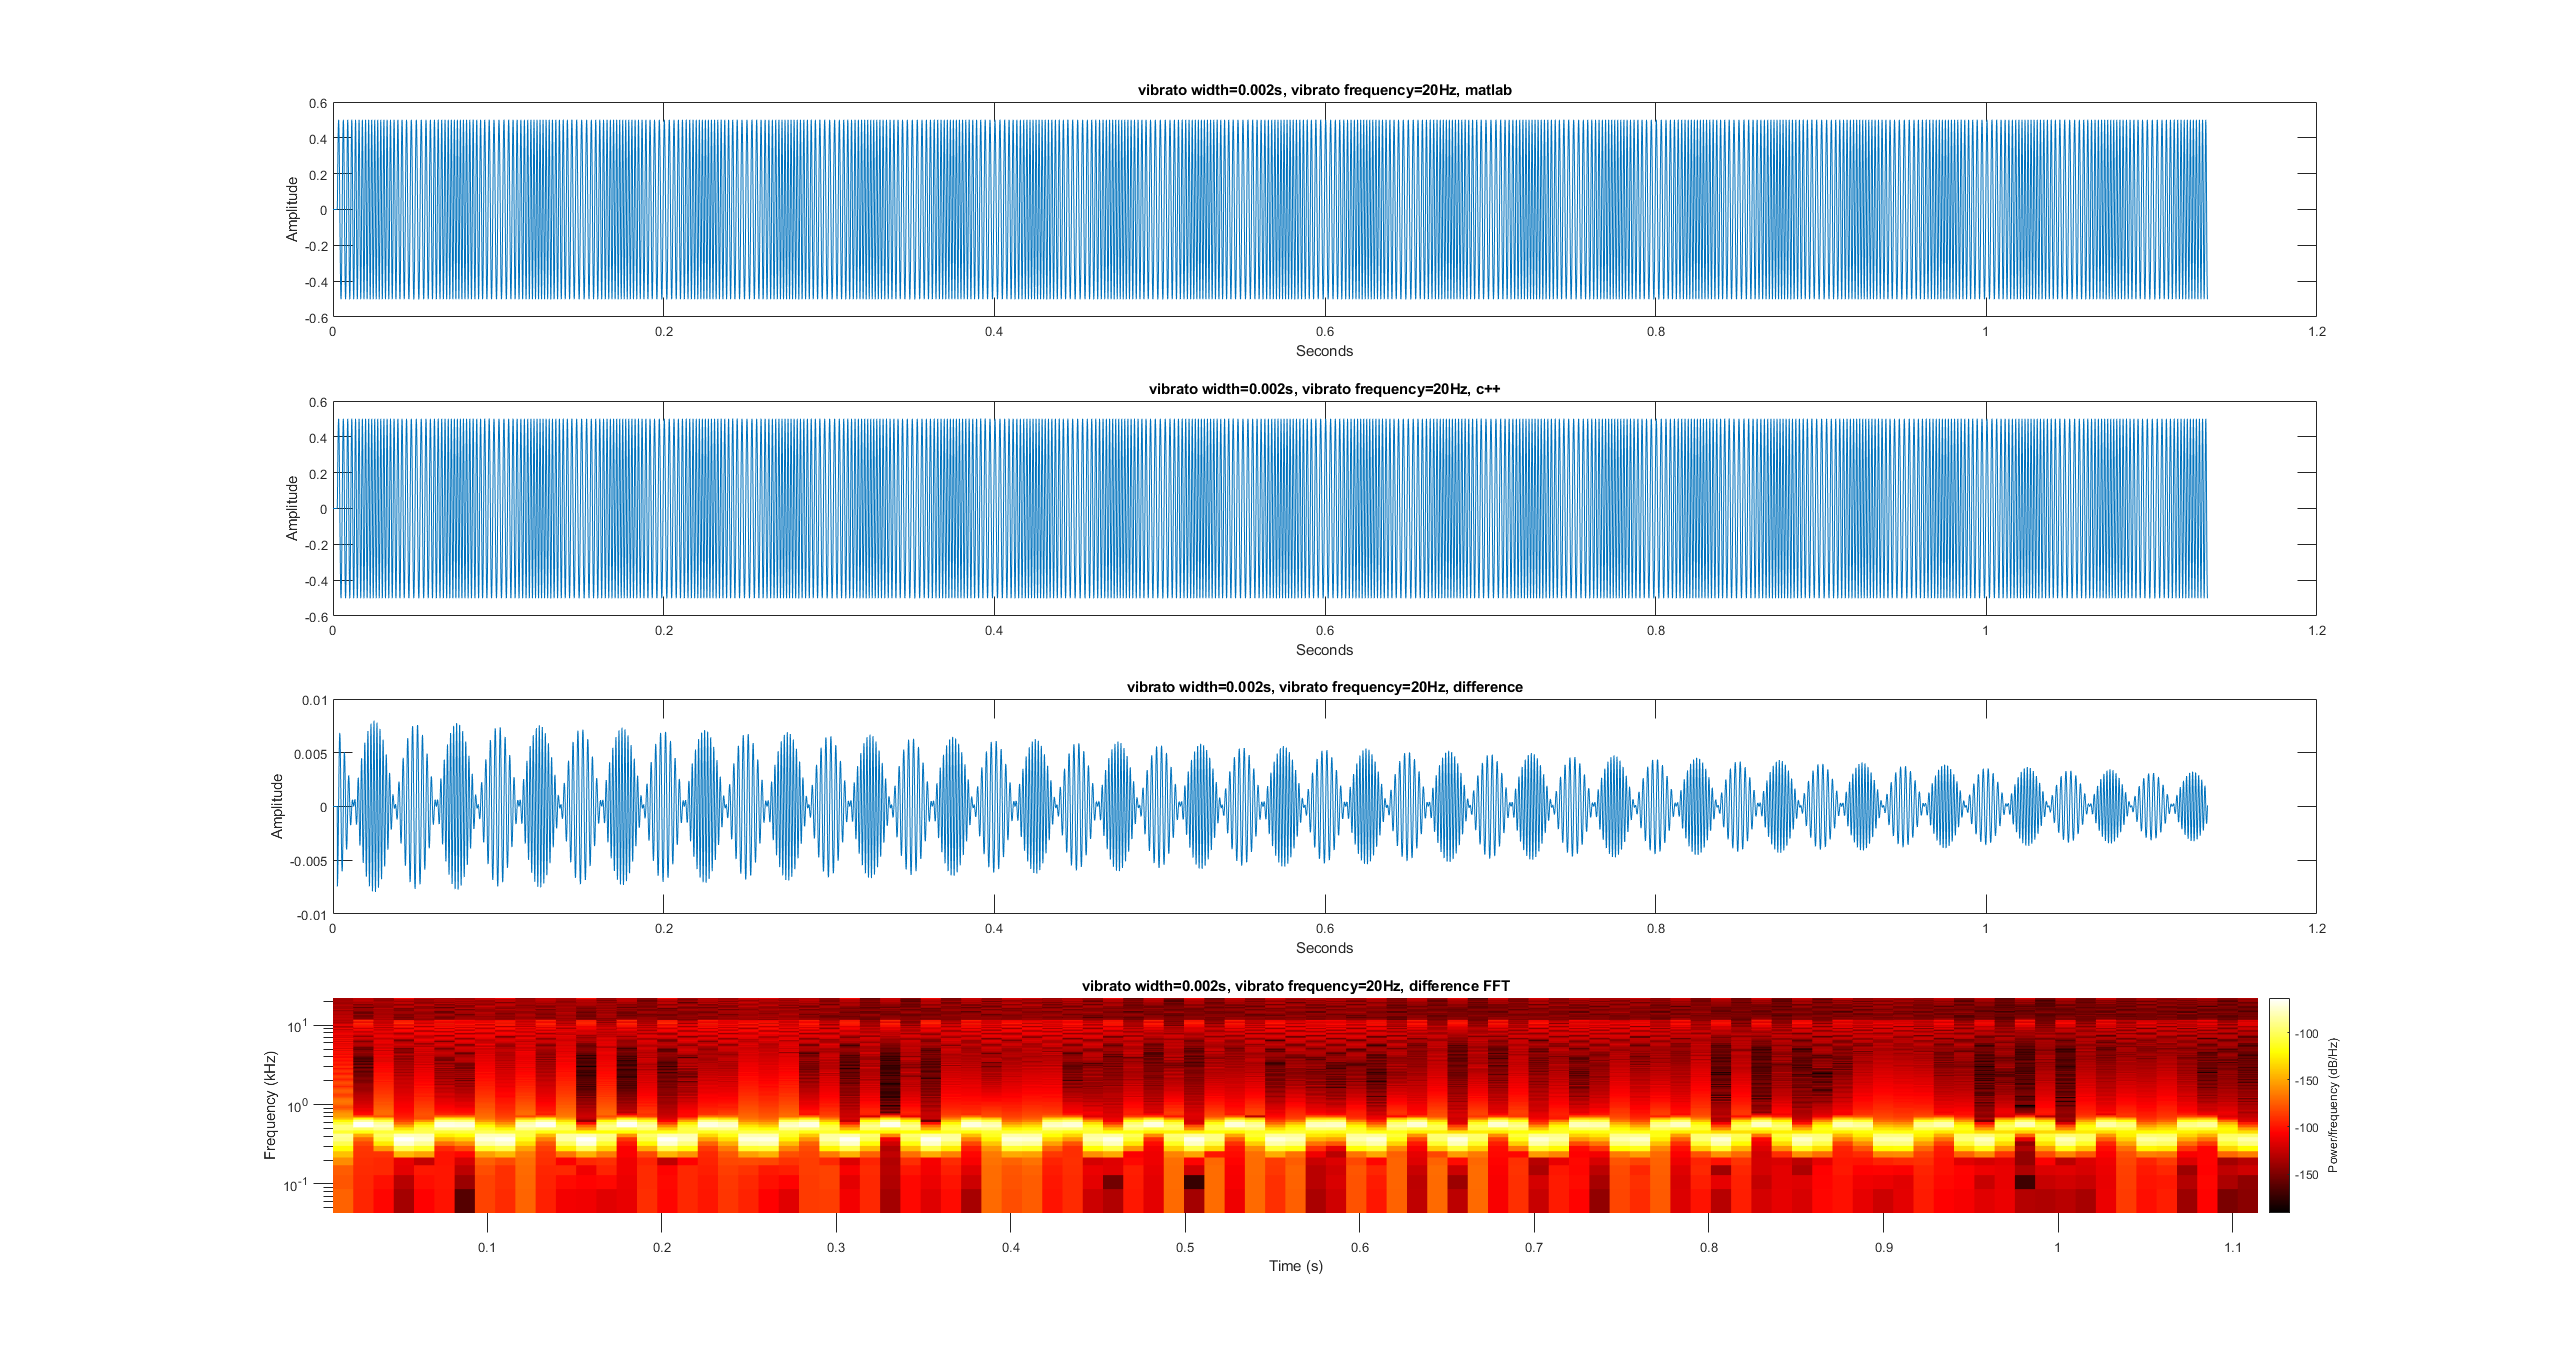 vibrato width=0.002s, vibrato frequency=20Hz, matlab
0.6
0.4
0.2
0
-0.2
-0.4
-0.6
Amplitude
0 0.2 0.4 0.6 0.8 1 1.2
Seconds
vibrato width=0.002s, vibrato frequency=20Hz, c++
0.6
0.4
0.2
0
-0.2
-0.4
-0.6
Amplitude
0 0.2 0.4 0.6 0.8 1 1.2
Seconds
vibrato width=0.002s, vibrato frequency=20Hz, difference
0.01
0.005
0
-0.005
-0.01
Amplitude
0 0.2 0.4 0.6 0.8 1 1.2
Seconds
vibrato width=0.002s, vibrato frequency=20Hz, difference FFT
10^1
10^0
10^-1
Frequency (kHz)
0.1 0.2 0.3 0.4 0.5 0.6 0.7 0.8 0.9 1 1.1
Time (s)
-100
-150
-100
-150
Power/frequency (dB/Hz)